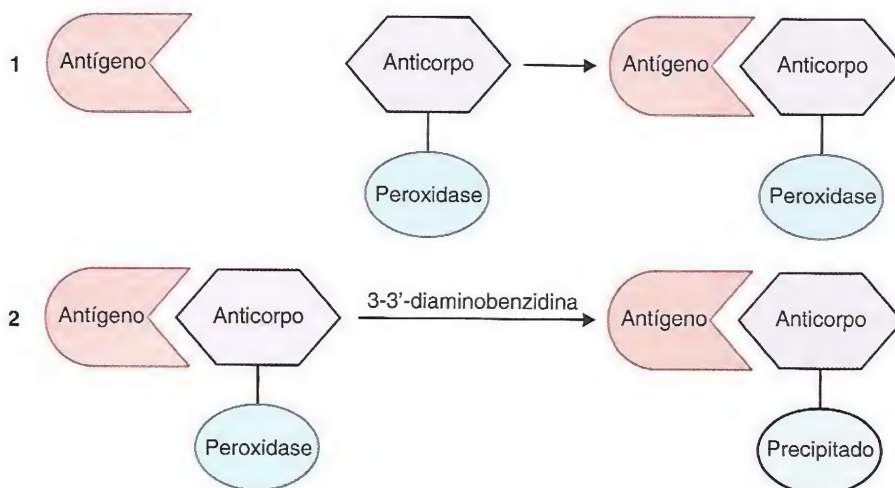 1 Antígeno Anticorpo Antígeno Anticorpo
Peroxidase Peroxidase
3-3'-diaminobenzidina
2 Antígeno Anticorpo Antígeno Anticorpo
Peroxidase Precipitado